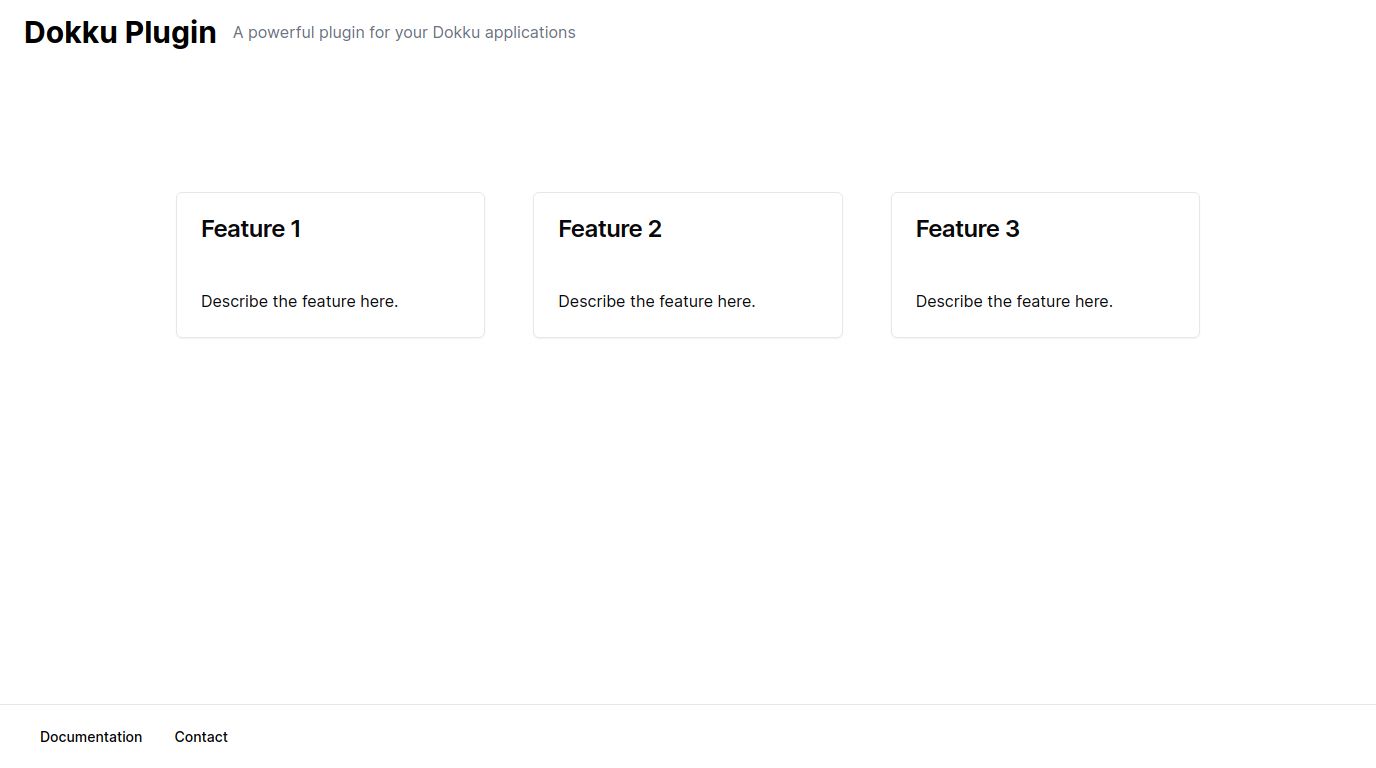 Dokku Plugin
A powerful plugin for your Dokku applications
Feature 1
Describe the feature here.
Feature 2
Describe the feature here.
Feature 3
Describe the feature here.
Documentation
Contact